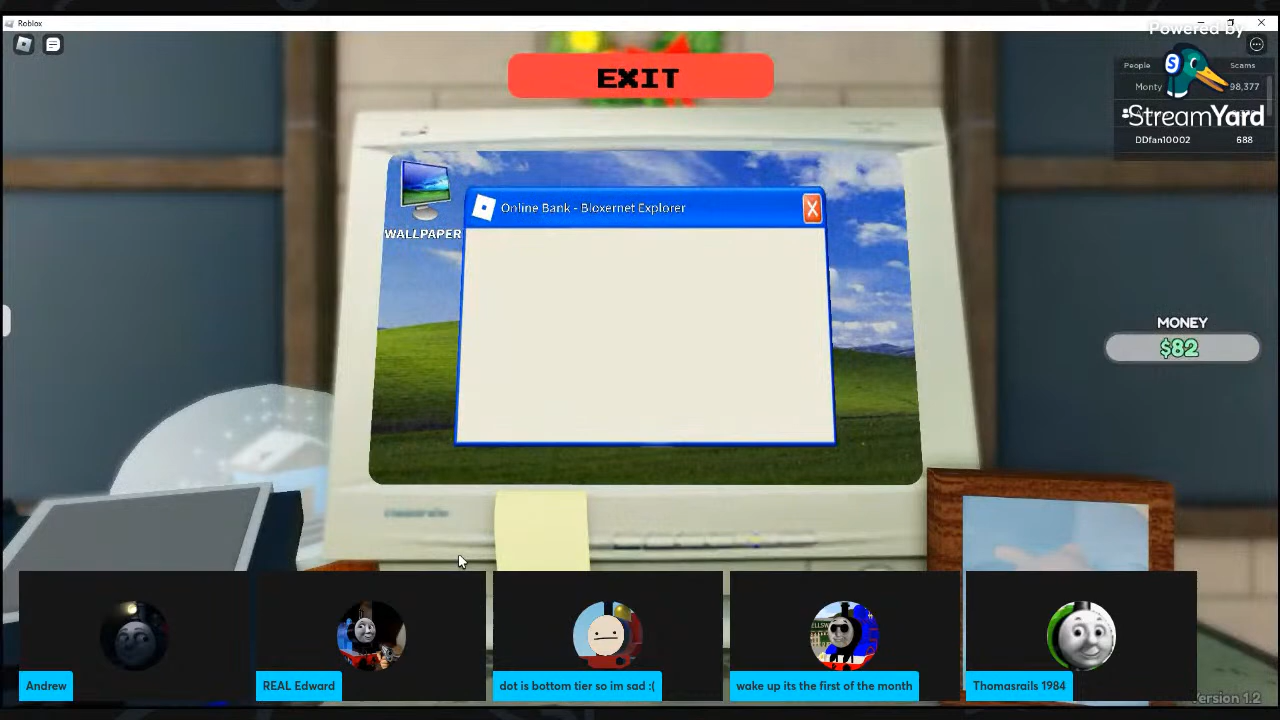 Roblox
Powered by
StreamYard
EXIT
People Scams
Monty 98,377
DDfan10002 688
WALLPAPER
Online Bank - Bloxernet Explorer
X
MONEY
$82
Andrew
REAL Edward
dot is bottom tier so im sad :(
wake up its the first of the month
Thomasrails 1984
Version 1.2